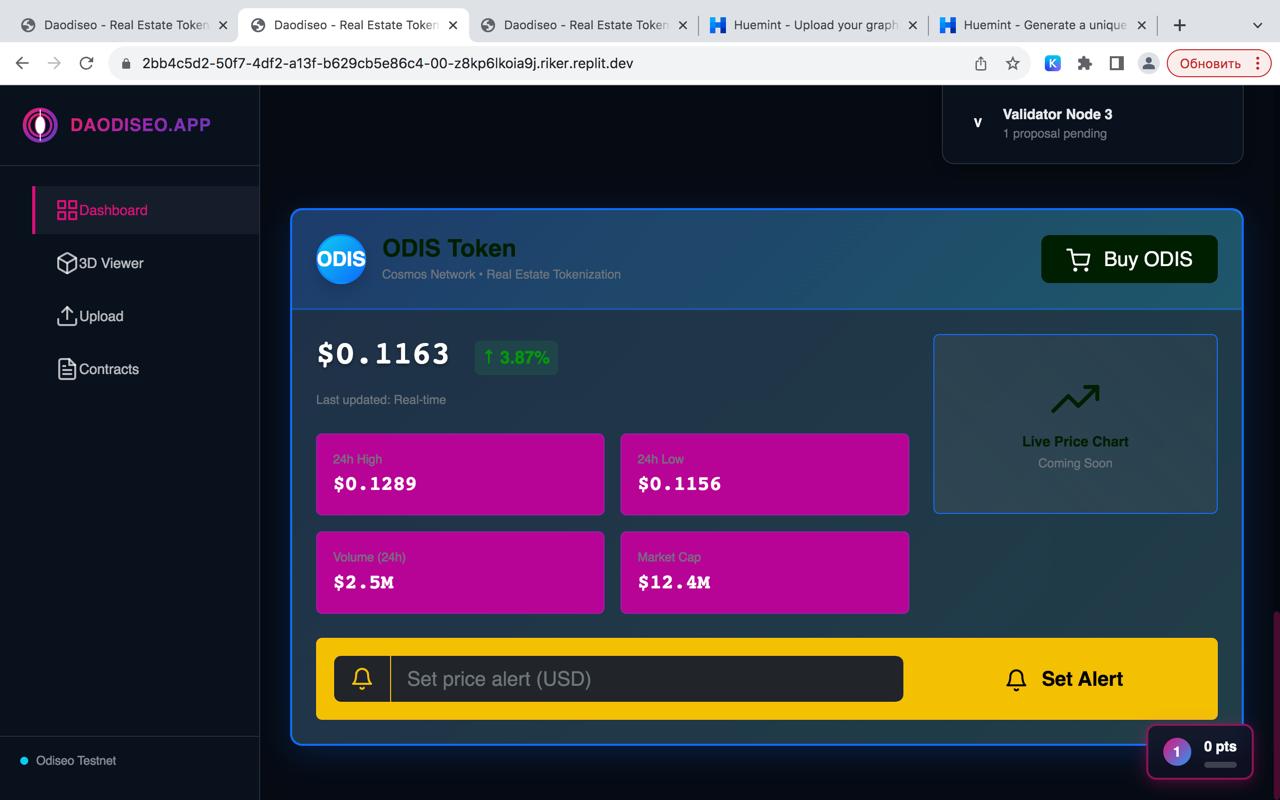 Daodiseo - Real Estate Token
Daodiseo - Real Estate Token
Daodiseo - Real Estate Token
Huemint - Upload your graph
Huemint - Generate a unique
2bb4c5d2-50f7-4df2-a13f-b629cb5e86c4-00-z8kp6lkoia9j.riker.replit.dev
K
Обновить
DAODISEO.APP
Dashboard
3D Viewer
Upload
Contracts
Odiseo Testnet
V
Validator Node 3
1 proposal pending
ODIS
ODIS Token
Cosmos Network • Real Estate Tokenization
Buy ODIS
$0.1163
↑ 3.87%
Last updated: Real-time
24h High
$0.1289
24h Low
$0.1156
Volume (24h)
$2.5M
Market Cap
$12.4M
Live Price Chart
Coming Soon
Set price alert (USD)
Set Alert
1
0 pts